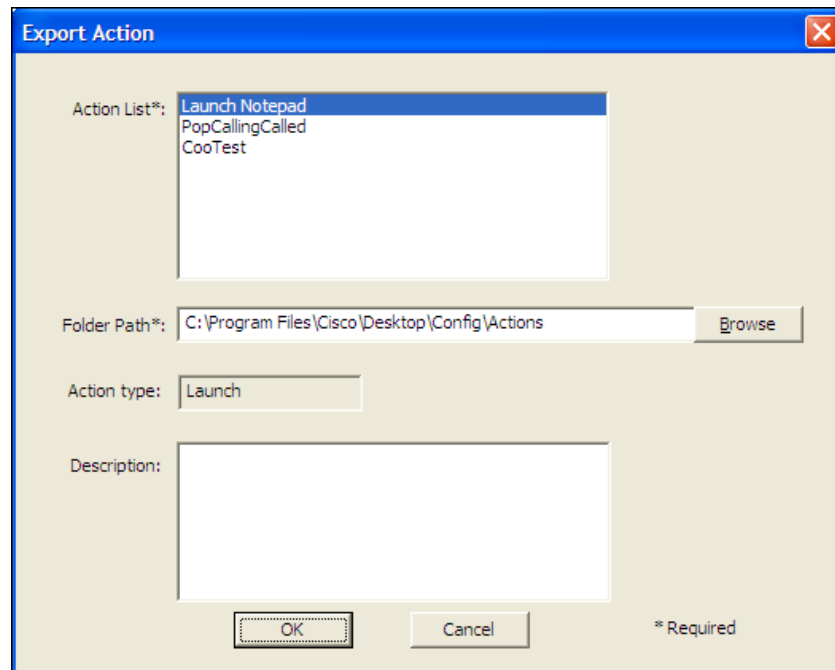 Export Action
Action List*:
Launch Notepad
PopCallingCalled
CooTest
Folder Path*:
C:\Program Files\Cisco\Desktop\Config\Actions
Browse
Action type:
Launch
Description:
OK
Cancel
* Required